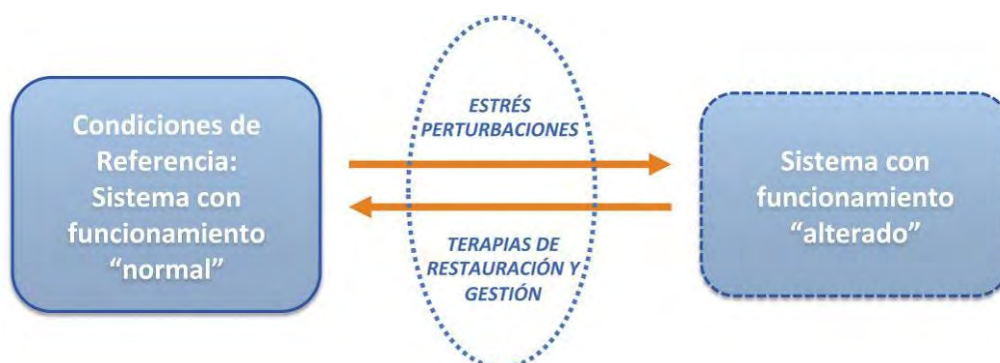 Condiciones de
Referencia:
Sistema con
funcionamiento
“normal”
ESTRÉS
PERTURBACIONES
TERAPIAS DE
RESTAURACIÓN Y
GESTIÓN
Sistema con
funcionamiento
“alterado”